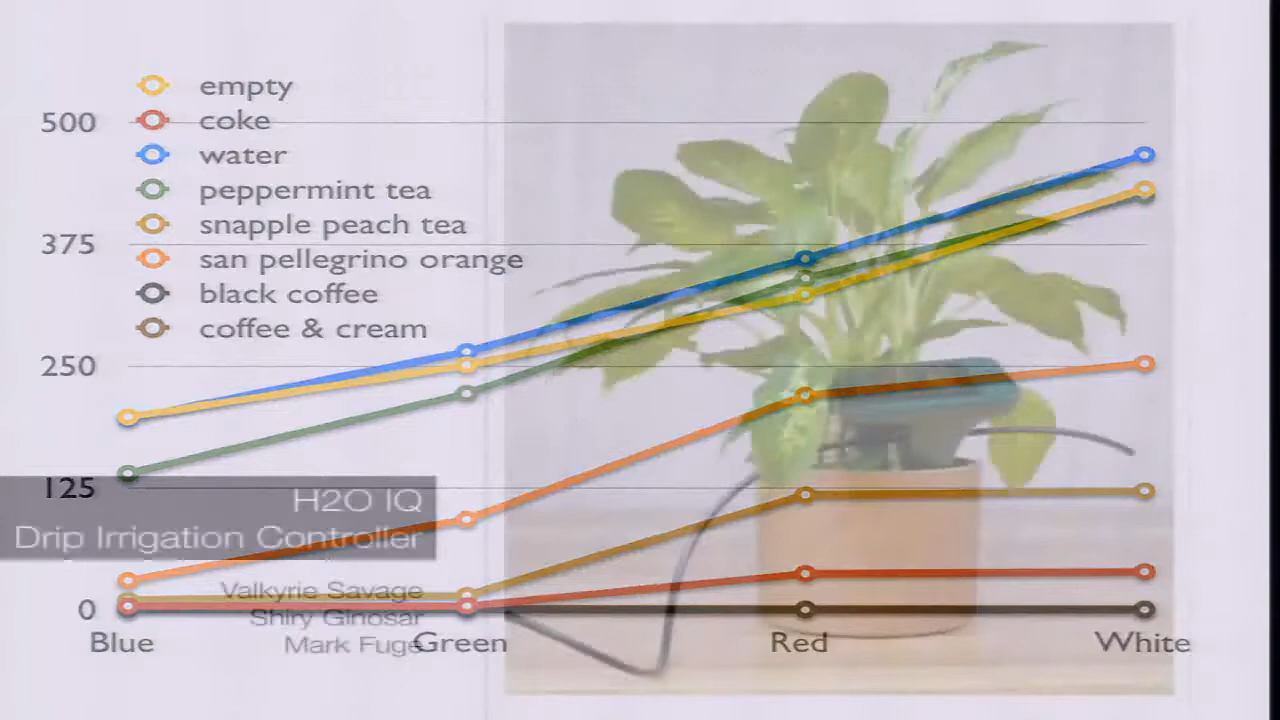 empty
coke
water
peppermint tea
snapple peach tea
san pellegrino orange
black coffee
coffee & cream
500
375
250
125
0
Blue
Green
Red
White
H2O IQ
Drip Irrigation Controller
Valkyrie Savage
Shiry Ginosar
Mark Fuge